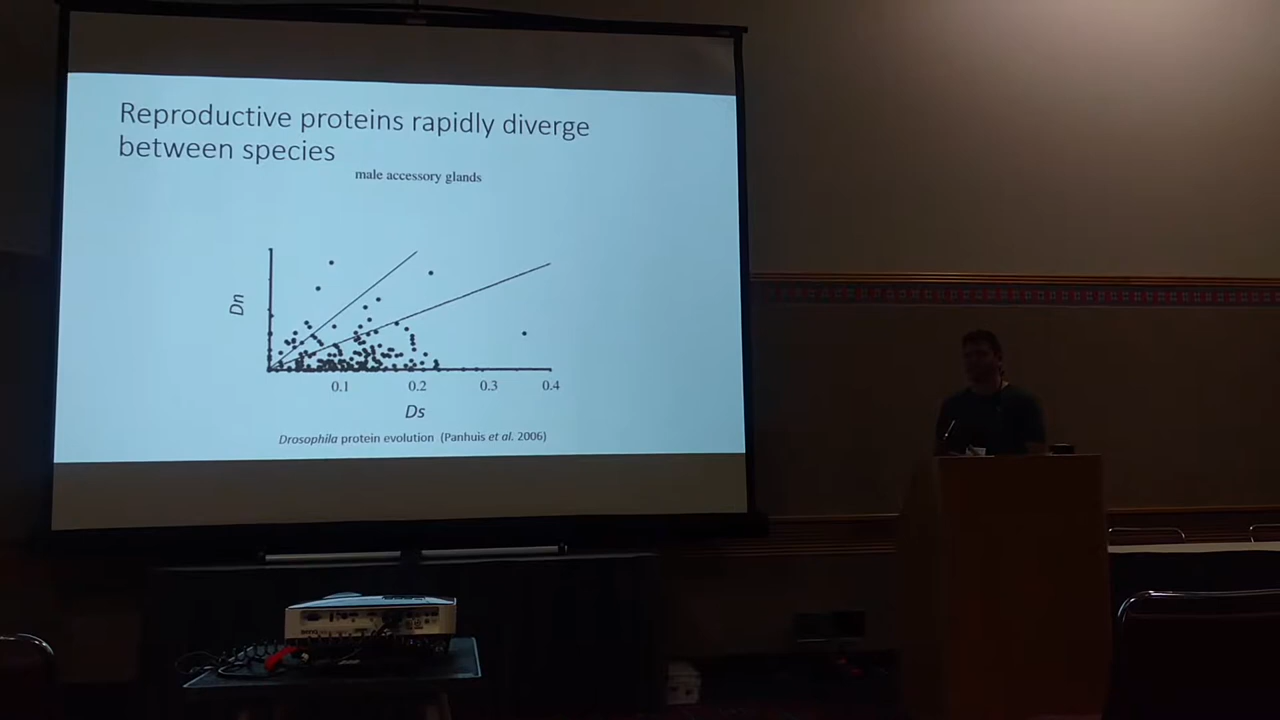 Reproductive proteins rapidly diverge
between species
male accessory glands
Dn
0.1 0.2 0.3 0.4
Ds
Drosophila protein evolution (Panhuis et al. 2006)